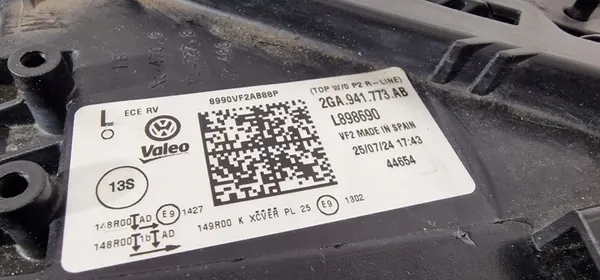 L ECE RV
8990VF2A888P
(TOP W/O P2 R-LINE)
2GA.941.773.AB
L898690
VF2 MADE IN SPAIN
25/07/24 17:43
44654
Valeo
13S
148R00 AD E9 1427
148R00 1b AD
149R00 K XCVER PL 25 E9 1302